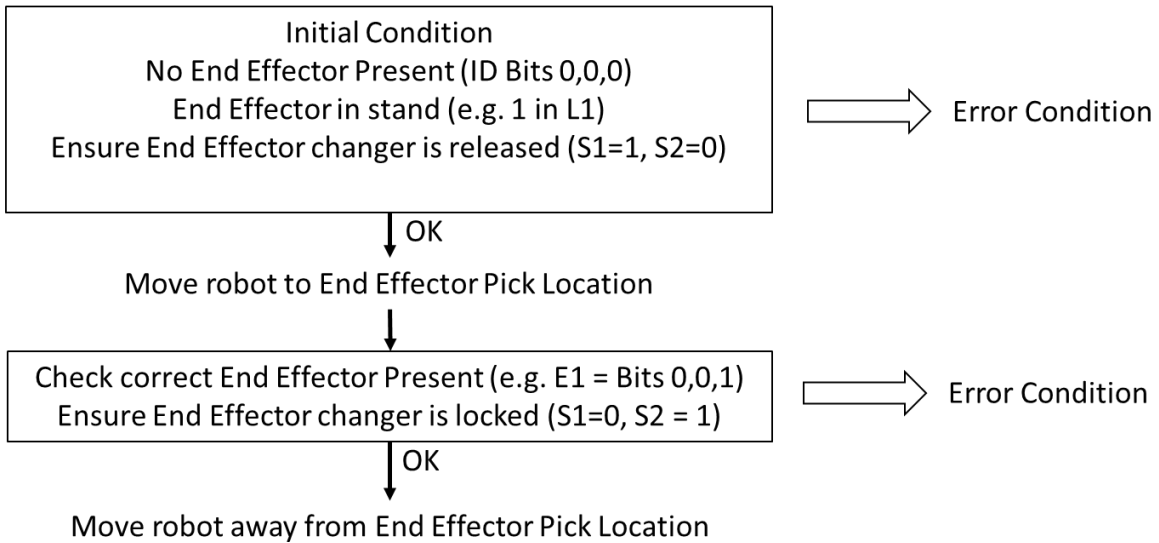 Initial Condition
No End Effector Present (ID Bits 0,0,0)
End Effector in stand (e.g. 1 in L1)
Ensure End Effector changer is released (S1=1, S2=0)
Error Condition
OK
Move robot to End Effector Pick Location
Check correct End Effector Present (e.g. E1 = Bits 0,0,1)
Ensure End Effector changer is locked (S1=0, S2 = 1)
Error Condition
OK
Move robot away from End Effector Pick Location